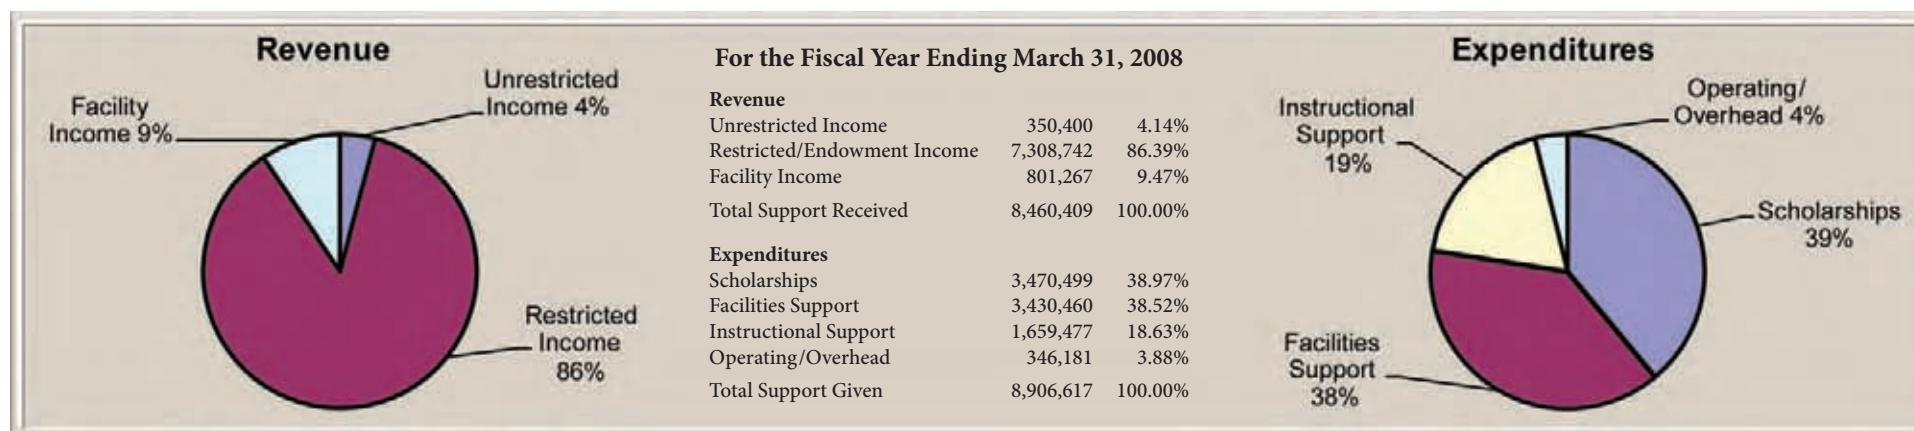 Revenue
Facility
Income 9%
Unrestricted
Income 4%
Restricted
Income
86%
For the Fiscal Year Ending March 31, 2008
Revenue
Unrestricted Income 350,400 4.14%
Restricted/Endowment Income 7,308,742 86.39%
Facility Income 801,267 9.47%
Total Support Received 8,460,409 100.00%
Expenditures
Scholarships 3,470,499 38.97%
Facilities Support 3,430,460 38.52%
Instructional Support 1,659,477 18.63%
Operating/Overhead 346,181 3.88%
Total Support Given 8,906,617 100.00%
Expenditures
Instructional
Support
19%
Operating/
Overhead 4%
Scholarships
39%
Facilities
Support
38%